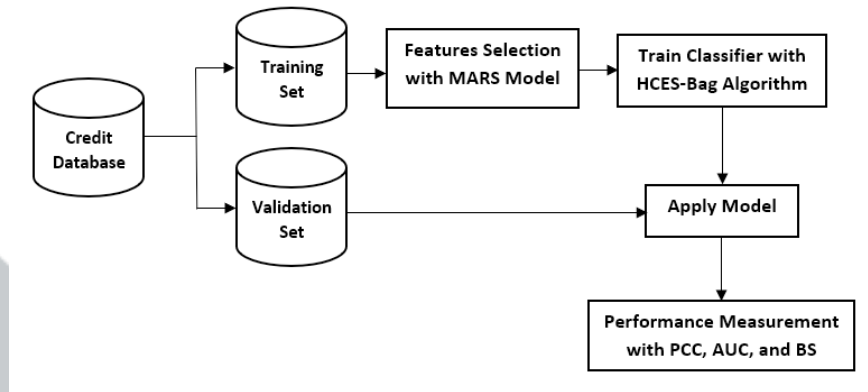 Credit
Database
Training
Set
Features Selection
with MARS Model
Train Classifier with
HCES-Bag Algorithm
Validation
Set
Apply Model
Performance Measurement
with PCC, AUC, and BS